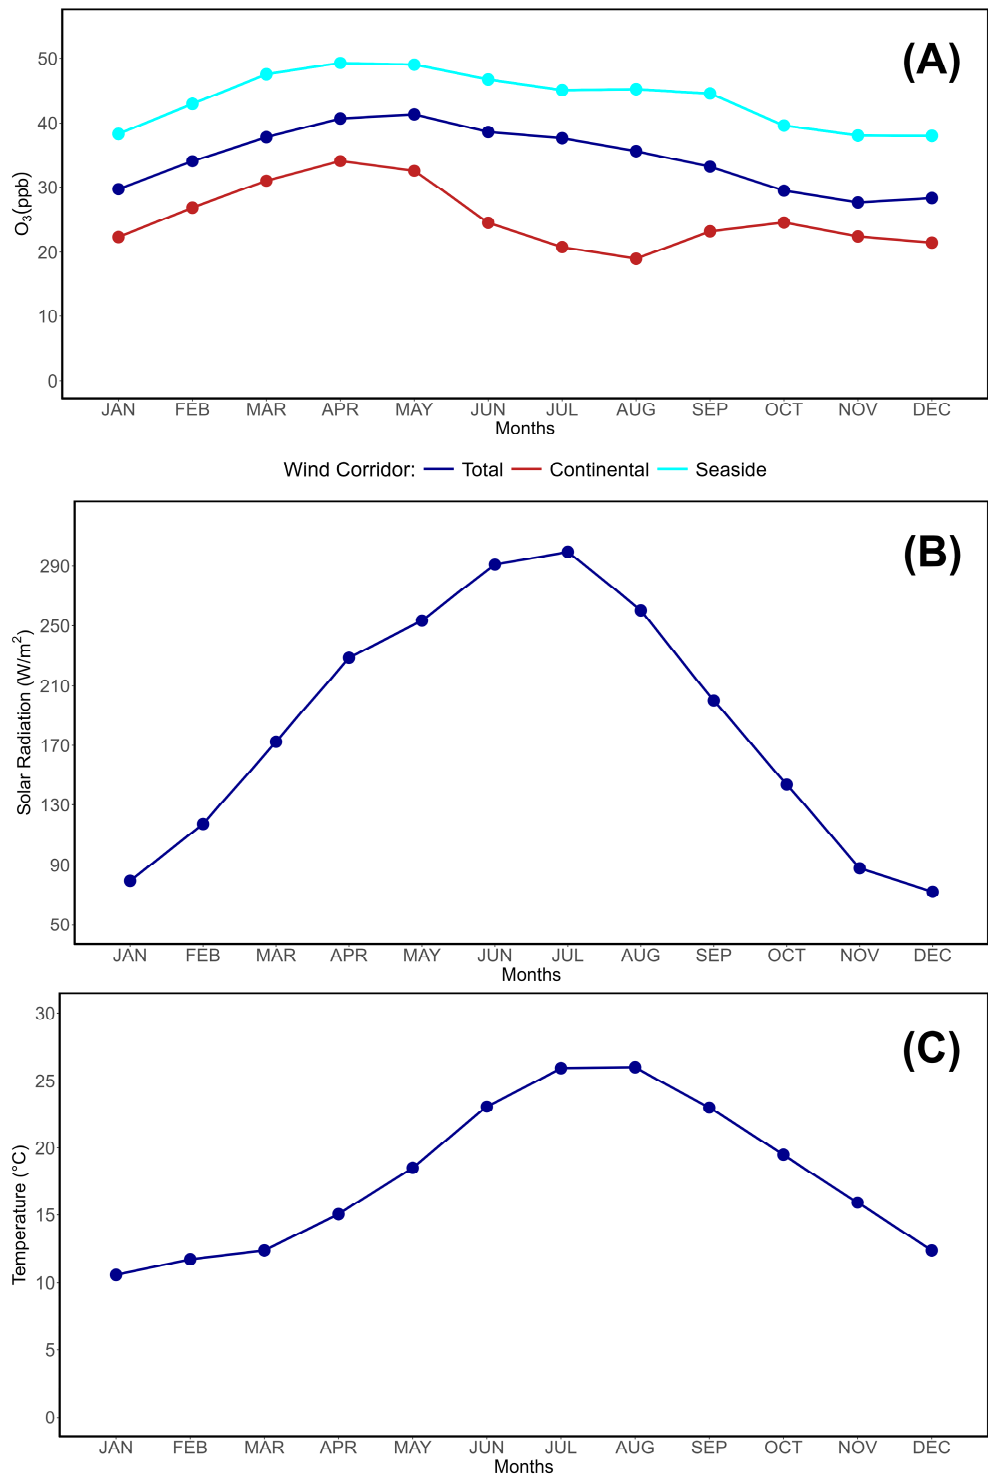 (A)
50
40
30
20
10
0
O₃(ppb)
JAN FEB MAR APR MAY JUN JUL AUG SEP OCT NOV DEC
Months
Wind Corridor: Total Continental Seaside
(B)
290
250
210
170
130
90
50
Solar Radiation (W/m²)
JAN FEB MAR APR MAY JUN JUL AUG SEP OCT NOV DEC
Months
(C)
30
25
20
15
10
5
0
Temperature (°C)
JAN FEB MAR APR MAY JUN JUL AUG SEP OCT NOV DEC
Months